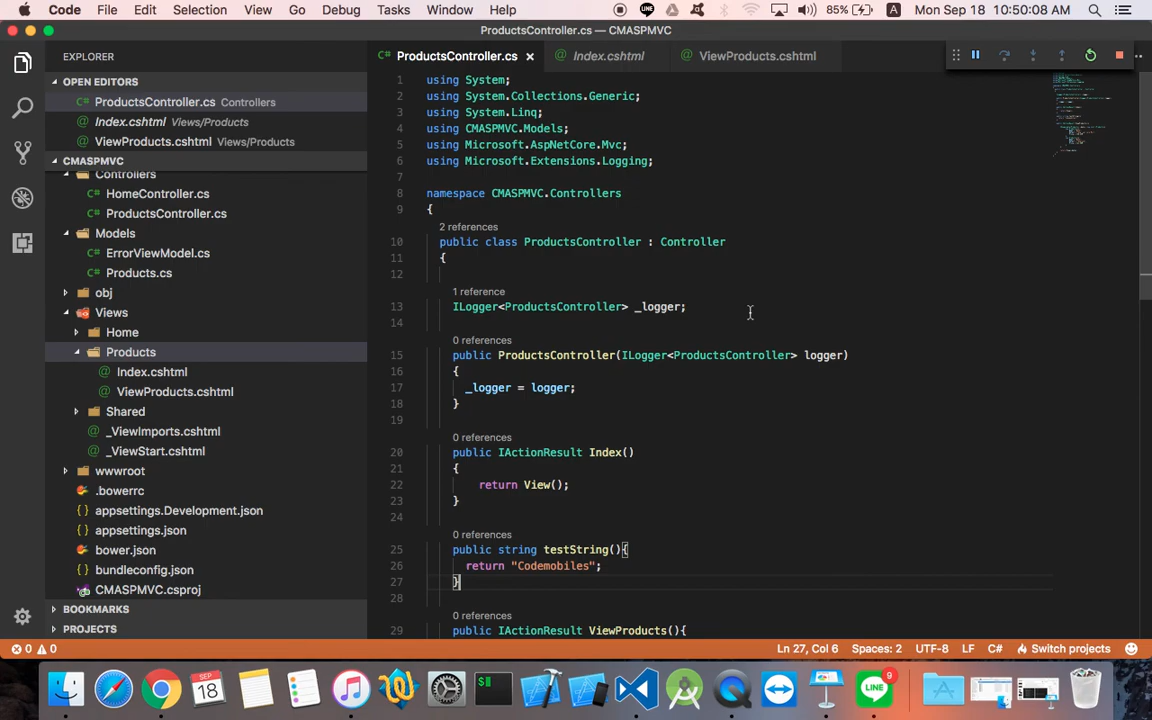 Code File Edit Selection View Go Debug Tasks Window Help 85% A Mon Sep 18 10:50:08 AM
ProductsController.cs — CMASPMVC
EXPLORER
OPEN EDITORS
ProductsController.cs Controllers
@ Index.cshtml Views/Products
@ ViewProducts.cshtml Views/Products
CMASPMVC
Controllers
C# HomeController.cs
C# ProductsController.cs
Models
C# ErrorViewModel.cs
C# Products.cs
obj
Views
Home
Products
@ Index.cshtml
@ ViewProducts.cshtml
Shared
@ _ViewImports.cshtml
@ _ViewStart.cshtml
wwwroot
.bowerrc
{} appsettings.Development.json
{} appsettings.json
bower.json
{} bundleconfig.json
CMASPMVC.csproj
BOOKMARKS
PROJECTS
C# ProductsController.cs × @ Index.cshtml @ ViewProducts.cshtml
1 using System;
2 using System.Collections.Generic;
3 using System.Linq;
4 using CMASPMVC.Models;
5 using Microsoft.AspNetCore.Mvc;
6 using Microsoft.Extensions.Logging;
7
8 namespace CMASPMVC.Controllers
9 {
2 references
10 public class ProductsController : Controller
11 {
12
1 reference
13 ILogger<ProductsController> _logger;
14
0 references
15 public ProductsController(ILogger<ProductsController> logger)
16 {
17 _logger = logger;
18 }
19
0 references
20 public IActionResult Index()
21 {
22 return View();
23 }
24
0 references
25 public string testString(){
26 return "Codemobiles";
27 }
28
0 references
29 public IActionResult ViewProducts(){
0 0 Ln 27, Col 6 Spaces: 2 UTF-8 LF C# Switch projects
SEP
18
$
LINE
9